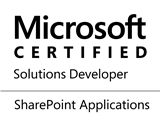 Microsoft
CERTIFIED
Solutions Developer
SharePoint Applications